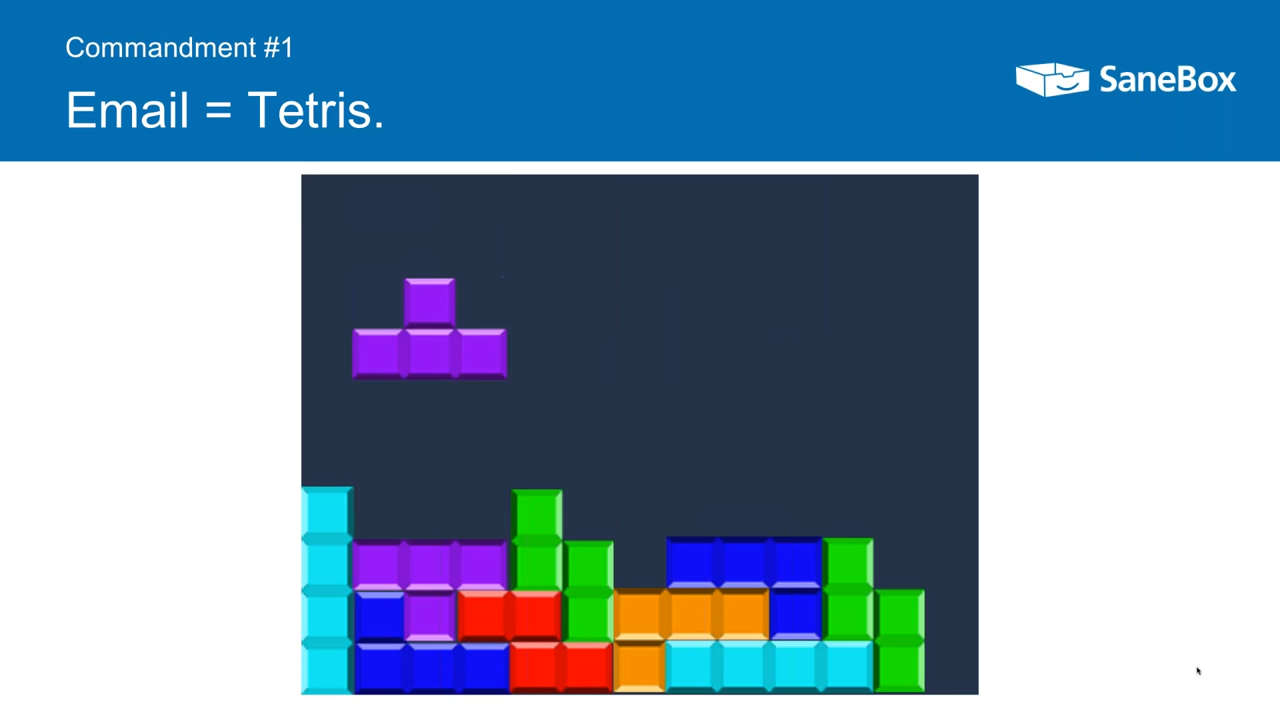 Commandment #1
Email = Tetris.
SaneBox